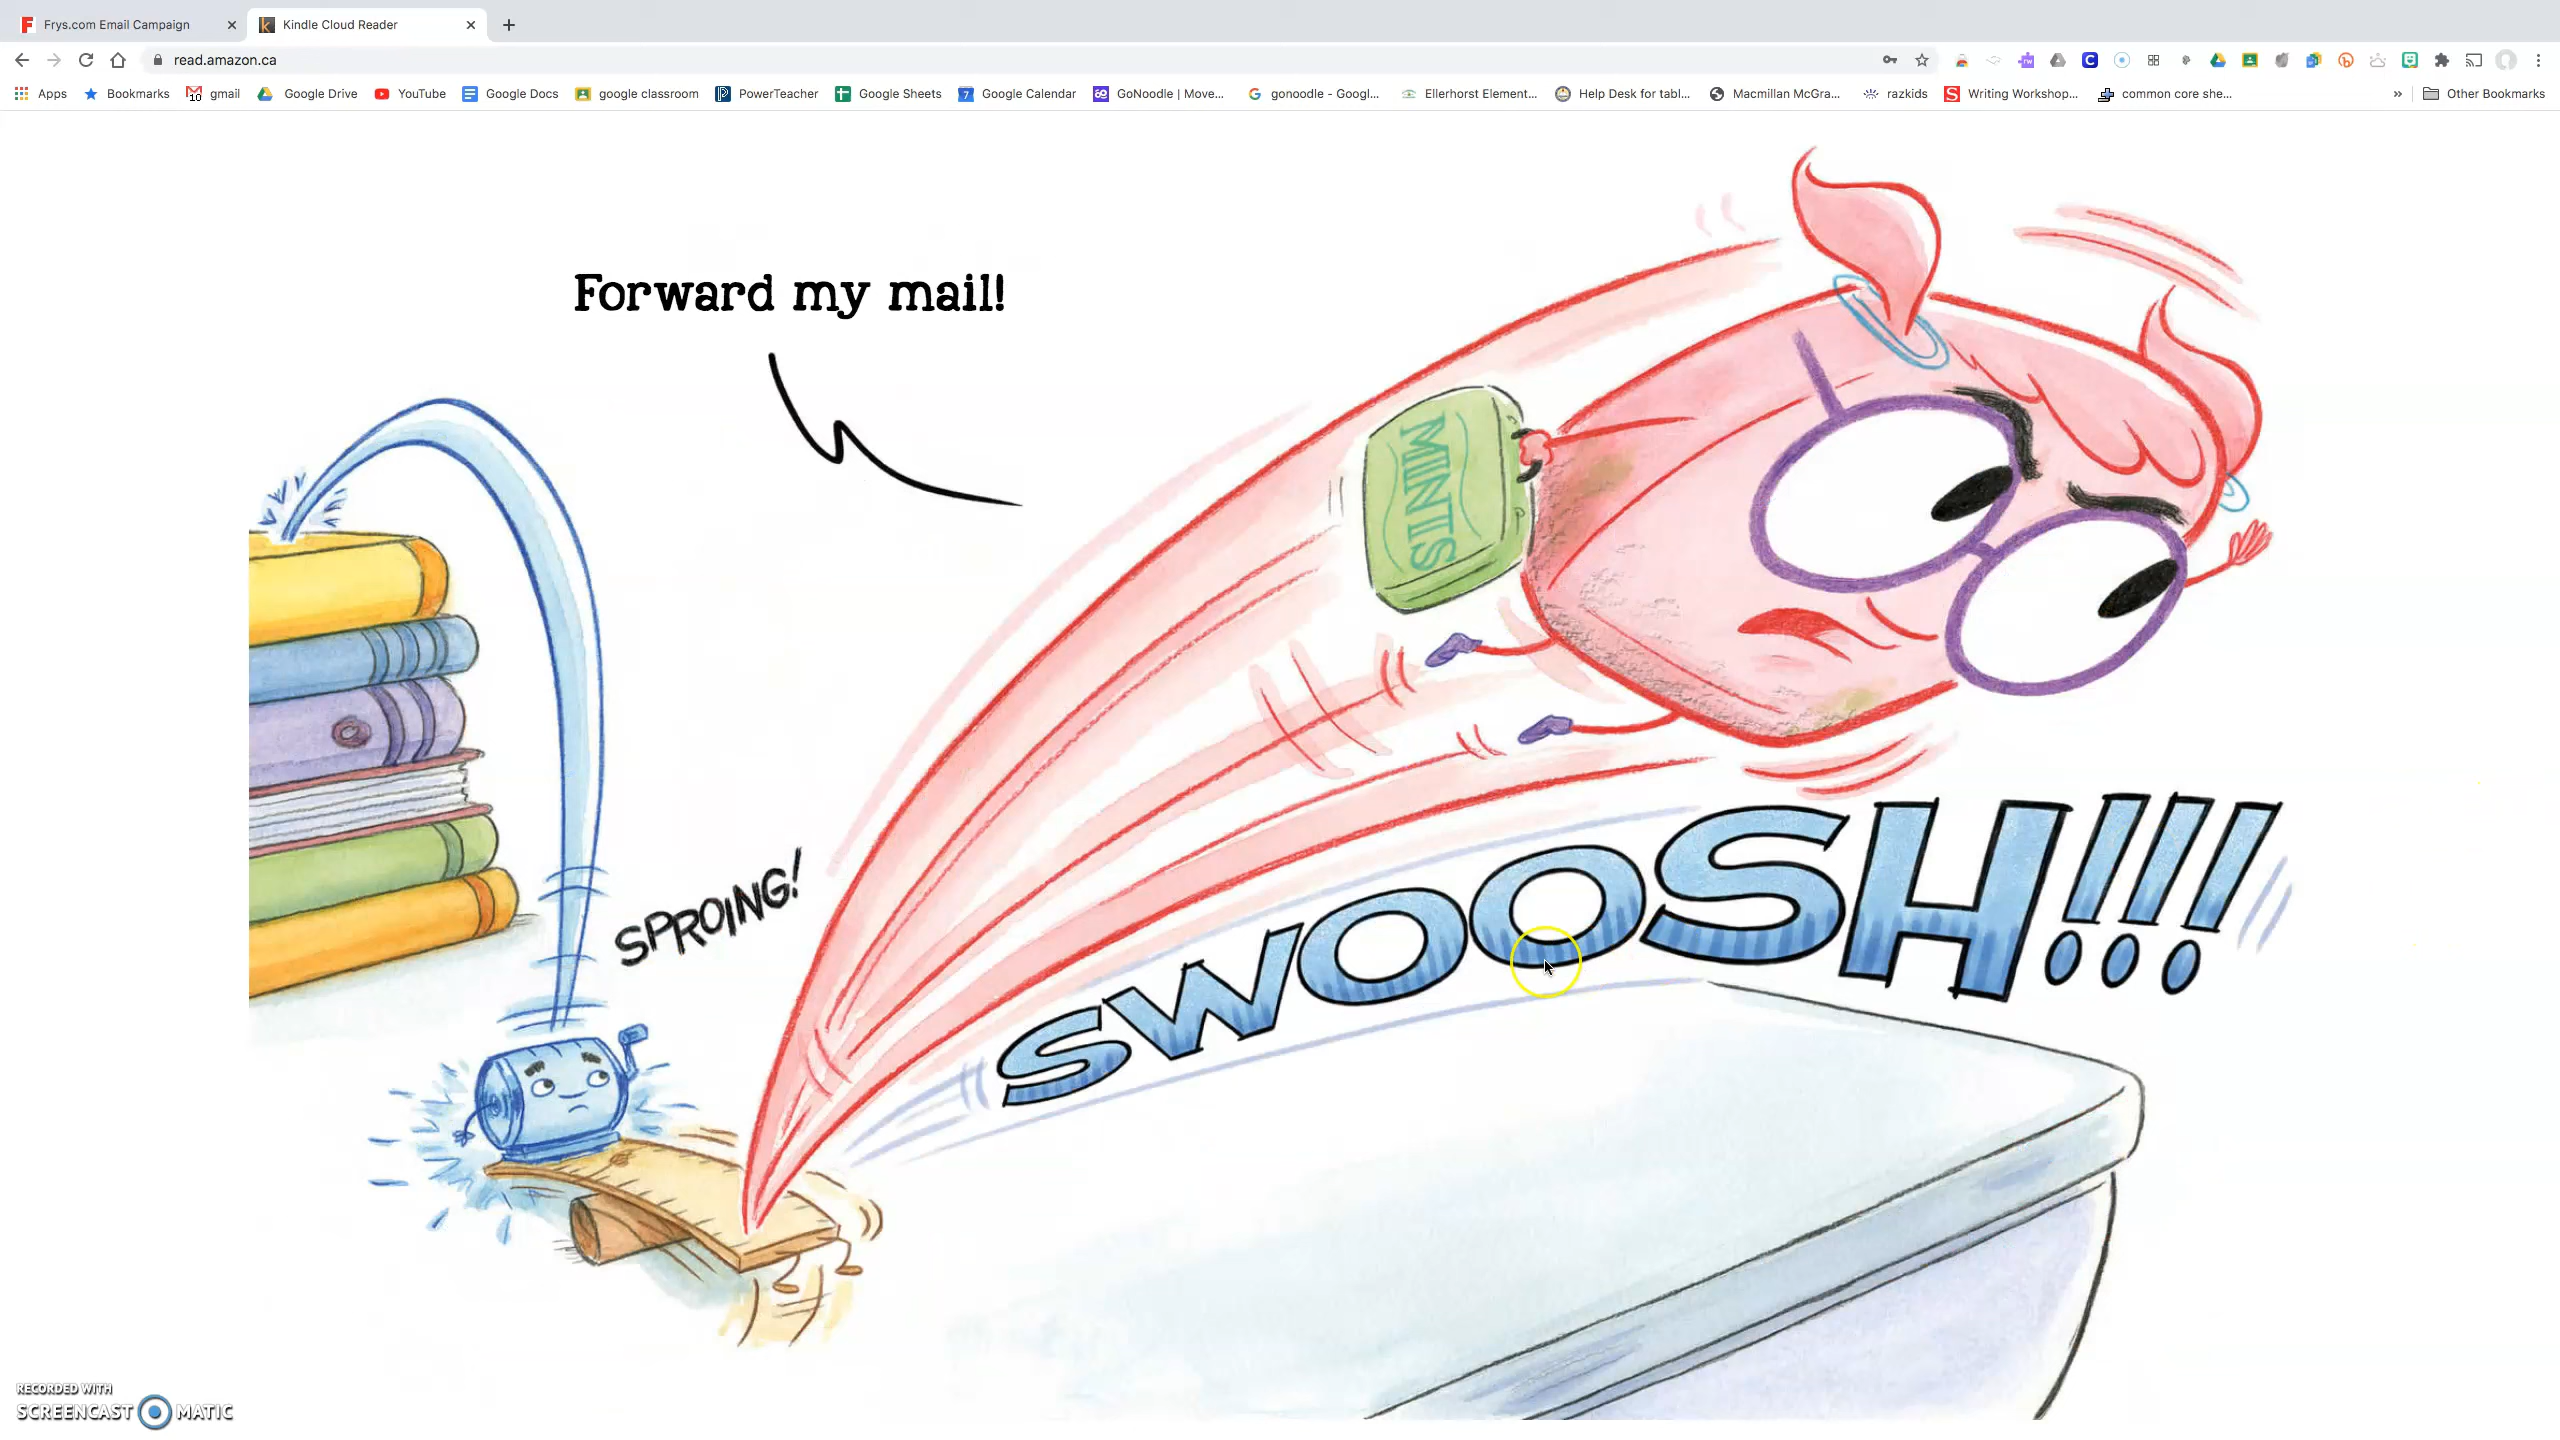 Frys.com Email Campaign
Kindle Cloud Reader
read.amazon.ca
Apps Bookmarks gmail Google Drive YouTube Google Docs google classroom PowerTeacher Google Sheets Google Calendar GoNoodle | Move... gonoodle - Googl... Ellerhorst Element... Help Desk for tabl... Macmillan McGra... razkids Writing Workshop... common core she... » Other Bookmarks
Forward my mail!
MINTS
SPROING!
SWOOSH!!!
RECORDED WITH
SCREENCAST MATIC